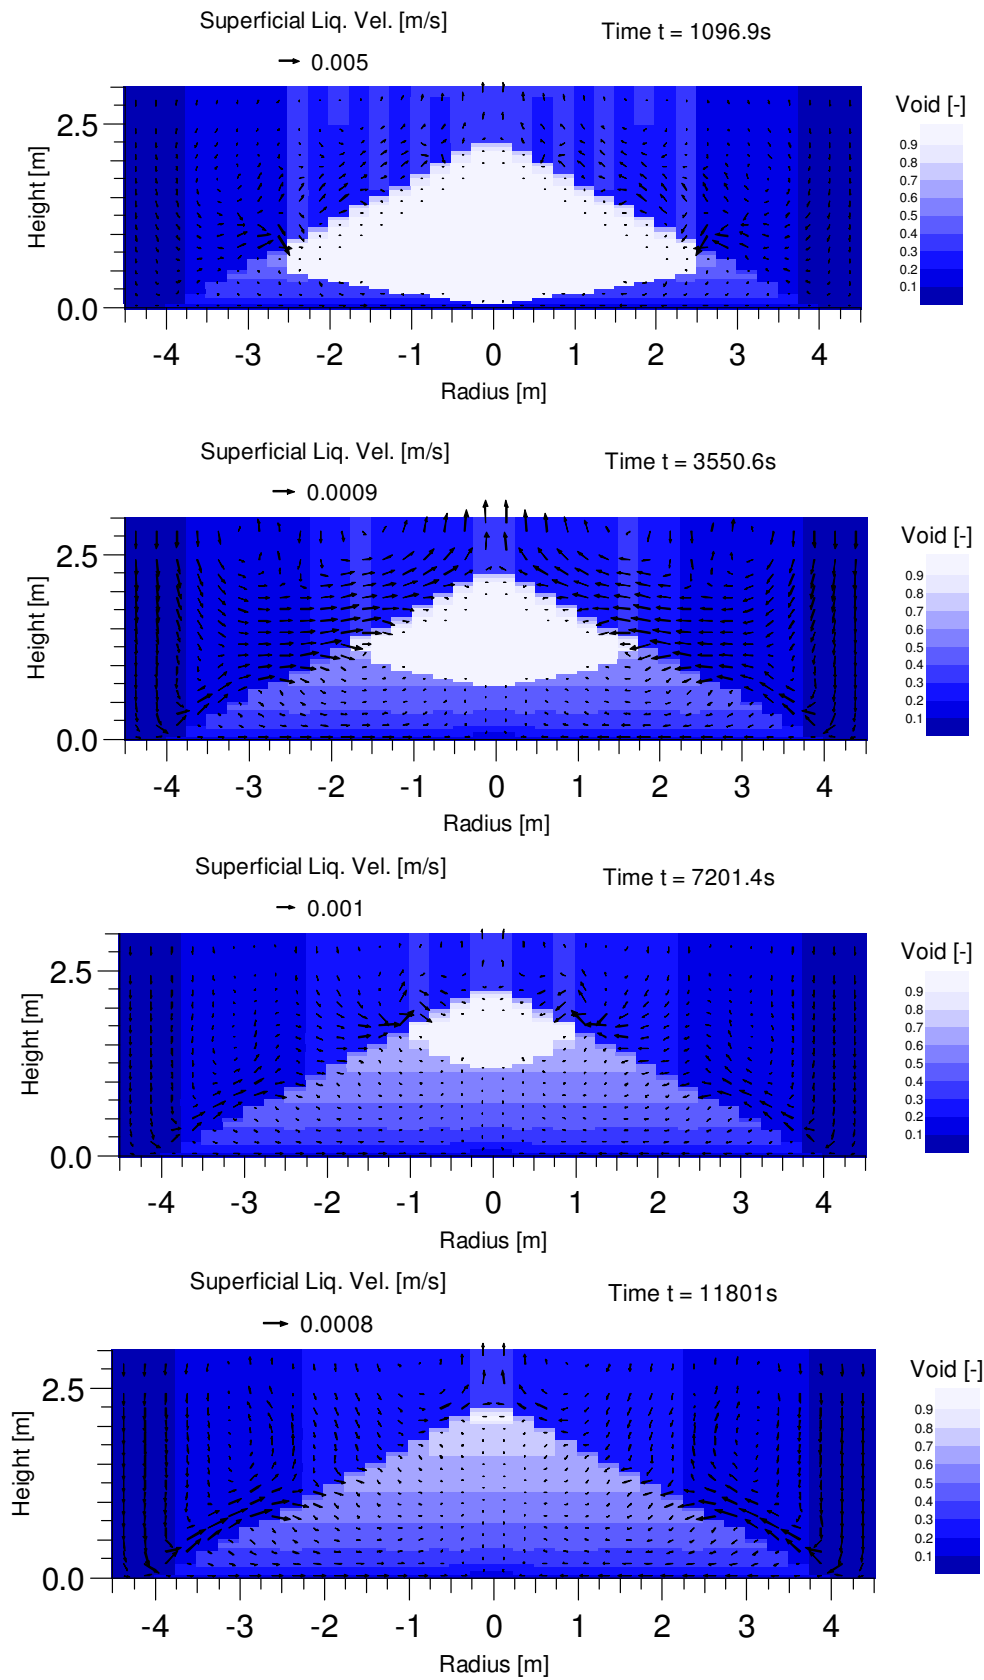 Superficial Liq. Vel. [m/s]
Time t = 1096.9s
0.005
Void [-]
0.9
0.8
0.7
0.6
0.5
0.4
0.3
0.2
0.1
Height [m]
2.5
0.0
-4 -3 -2 -1 0 1 2 3 4
Radius [m]
Superficial Liq. Vel. [m/s]
Time t = 3550.6s
0.0009
Void [-]
0.9
0.8
0.7
0.6
0.5
0.4
0.3
0.2
0.1
Height [m]
2.5
0.0
-4 -3 -2 -1 0 1 2 3 4
Radius [m]
Superficial Liq. Vel. [m/s]
Time t = 7201.4s
0.001
Void [-]
0.9
0.8
0.7
0.6
0.5
0.4
0.3
0.2
0.1
Height [m]
2.5
0.0
-4 -3 -2 -1 0 1 2 3 4
Radius [m]
Superficial Liq. Vel. [m/s]
Time t = 11801s
0.0008
Void [-]
0.9
0.8
0.7
0.6
0.5
0.4
0.3
0.2
0.1
Height [m]
2.5
0.0
-4 -3 -2 -1 0 1 2 3 4
Radius [m]